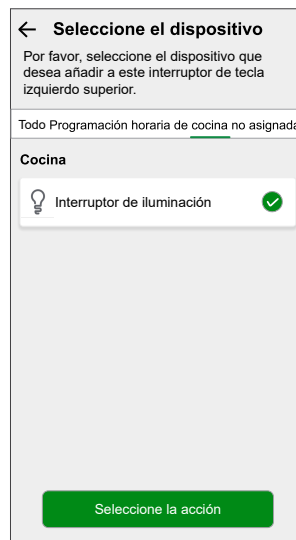 Seleccione el dispositivo
Por favor, seleccione el dispositivo que
desea añadir a este interruptor de tecla
izquierdo superior.
Todo Programación horaria de cocina no asignada
Cocina
Interruptor de iluminación
Seleccione la acción